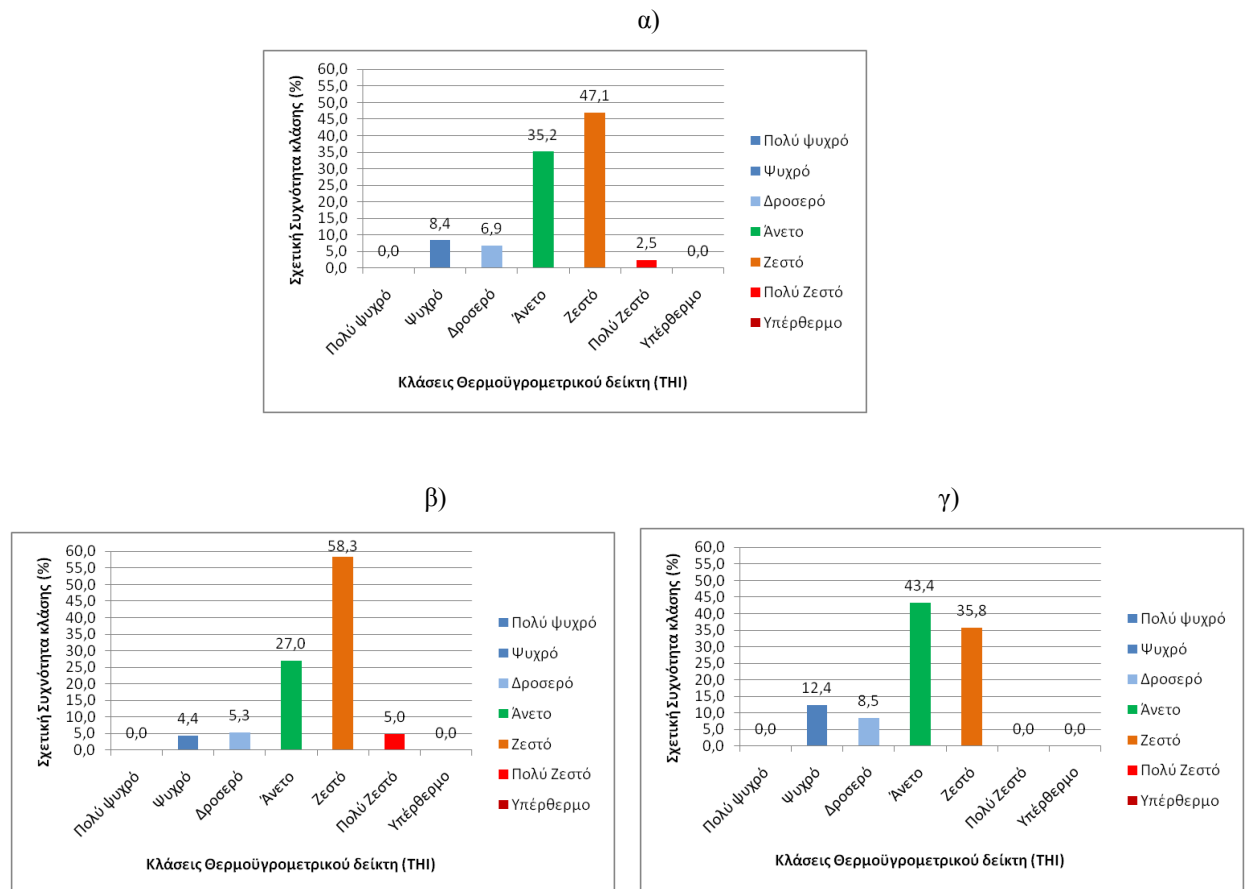 α)
Σχετική Συχνότητα κλάσης (%)
60,0
55,0
50,0
45,0
40,0
35,0
30,0
25,0
20,0
15,0
10,0
5,0
0,0
0,0
8,4
6,9
35,2
47,1
2,5
0,0
Πολύ ψυχρό
Ψυχρό
Δροσερό
Άνετο
Ζεστό
Πολύ Ζεστό
Υπέρθερμο
Κλάσεις Θερμοϋγρομετρικού δείκτη (THI)
Πολύ ψυχρό
Ψυχρό
Δροσερό
Άνετο
Ζεστό
Πολύ Ζεστό
Υπέρθερμο
β)
Σχετική Συχνότητα κλάσης (%)
60,0
55,0
50,0
45,0
40,0
35,0
30,0
25,0
20,0
15,0
10,0
5,0
0,0
0,0
4,4
5,3
27,0
58,3
5,0
0,0
Πολύ ψυχρό
Ψυχρό
Δροσερό
Άνετο
Ζεστό
Πολύ Ζεστό
Υπέρθερμο
Κλάσεις Θερμοϋγρομετρικού δείκτη (THI)
Πολύ ψυχρό
Ψυχρό
Δροσερό
Άνετο
Ζεστό
Πολύ Ζεστό
Υπέρθερμο
γ)
Σχετική Συχνότητα κλάσης (%)
60,0
55,0
50,0
45,0
40,0
35,0
30,0
25,0
20,0
15,0
10,0
5,0
0,0
0,0
12,4
8,5
43,4
35,8
0,0
0,0
Πολύ ψυχρό
Ψυχρό
Δροσερό
Άνετο
Ζεστό
Πολύ Ζεστό
Υπέρθερμο
Κλάσεις Θερμοϋγρομετρικού δείκτη (THI)
Πολύ ψυχρό
Ψυχρό
Δροσερό
Άνετο
Ζεστό
Πολύ Ζεστό
Υπέρθερμο